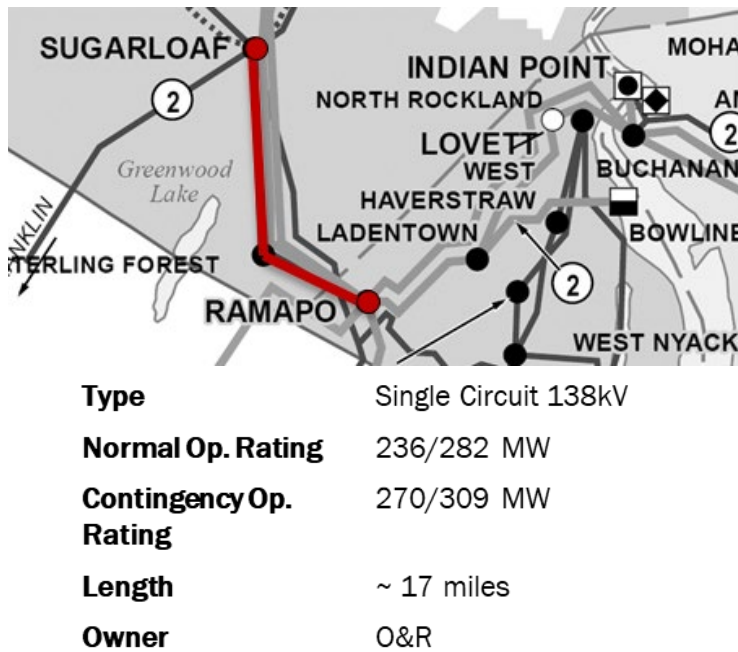 SUGARLOAF
MOHA
INDIAN POINT
2
NORTH ROCKLAND
AN
2
LOVETT
Greenwood
Lake
WEST
HAVERSTRAW
BUCHANAN
NKLIN
LADENTOWN
BOWLINE
TERLING FOREST
2
RAMAPO
WEST NYACK
Type Single Circuit 138kV
Normal Op. Rating 236/282 MW
Contingency Op. 270/309 MW
Rating
Length ~ 17 miles
Owner O&R